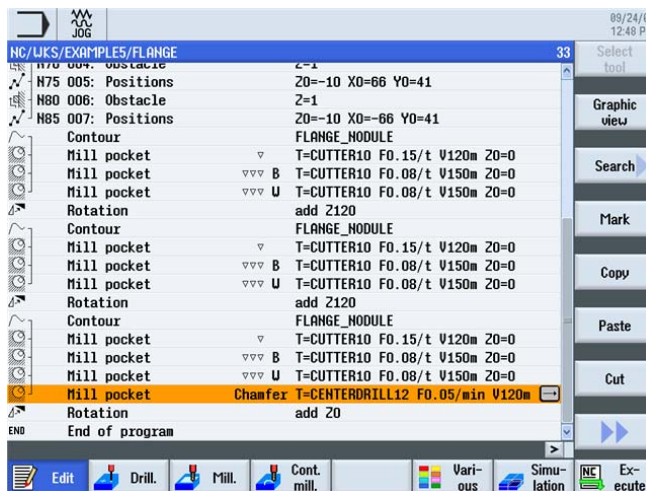 JOG
09/24/
12:48 P
NC/WKS/EXAMPLE5/FLANGE 33
N70 004: Obstacle Z=1
N75 005: Positions Z0=-10 X0=66 Y0=41
N80 006: Obstacle Z=1
N85 007: Positions Z0=-10 X0=-66 Y0=41
Contour FLANGE_NODULE
Mill pocket ▽ T=CUTTER10 F0.15/t V120m Z0=0
Mill pocket ▽▽▽ B T=CUTTER10 F0.08/t V150m Z0=0
Mill pocket ▽▽▽ U T=CUTTER10 F0.08/t V150m Z0=0
Rotation add Z120
Contour FLANGE_NODULE
Mill pocket ▽ T=CUTTER10 F0.15/t V120m Z0=0
Mill pocket ▽▽▽ B T=CUTTER10 F0.08/t V150m Z0=0
Mill pocket ▽▽▽ U T=CUTTER10 F0.08/t V150m Z0=0
Rotation add Z120
Contour FLANGE_NODULE
Mill pocket ▽ T=CUTTER10 F0.15/t V120m Z0=0
Mill pocket ▽▽▽ B T=CUTTER10 F0.08/t V150m Z0=0
Mill pocket ▽▽▽ U T=CUTTER10 F0.08/t V150m Z0=0
Mill pocket Chamfer T=CENTERDRILL12 F0.05/min V120m
Rotation add Z0
END End of program
Select
tool
Graphic
view
Search
Mark
Copy
Paste
Cut
Edit
Drill.
Mill.
Cont.
mill.
Vari-
ous
Simu-
lation
NC Ex-
ecute